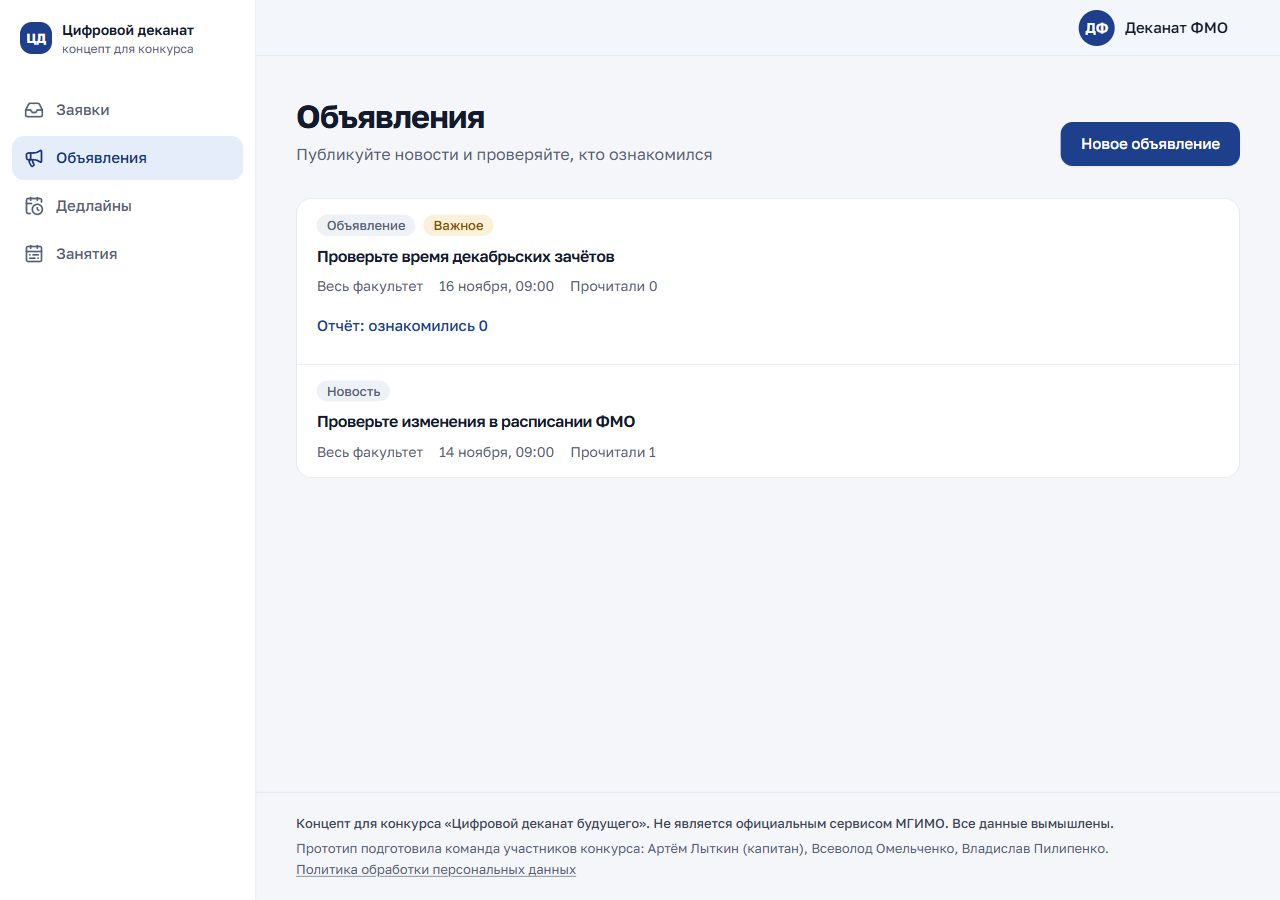 ЦД
Цифровой деканат
концепт для конкурса
ДФ
Деканат ФМО
Заявки
Объявления
Дедлайны
Занятия
Объявления
Публикуйте новости и проверяйте, кто ознакомился
Новое объявление
Объявление Важное
Проверьте время декабрьских зачётов
Весь факультет 16 ноября, 09:00 Прочитали 0
Отчёт: ознакомились 0
Новость
Проверьте изменения в расписании ФМО
Весь факультет 14 ноября, 09:00 Прочитали 1
Концепт для конкурса «Цифровой деканат будущего». Не является официальным сервисом МГИМО. Все данные вымышлены.
Прототип подготовила команда участников конкурса: Артём Лыткин (капитан), Всеволод Омельченко, Владислав Пилипенко.
Политика обработки персональных данных